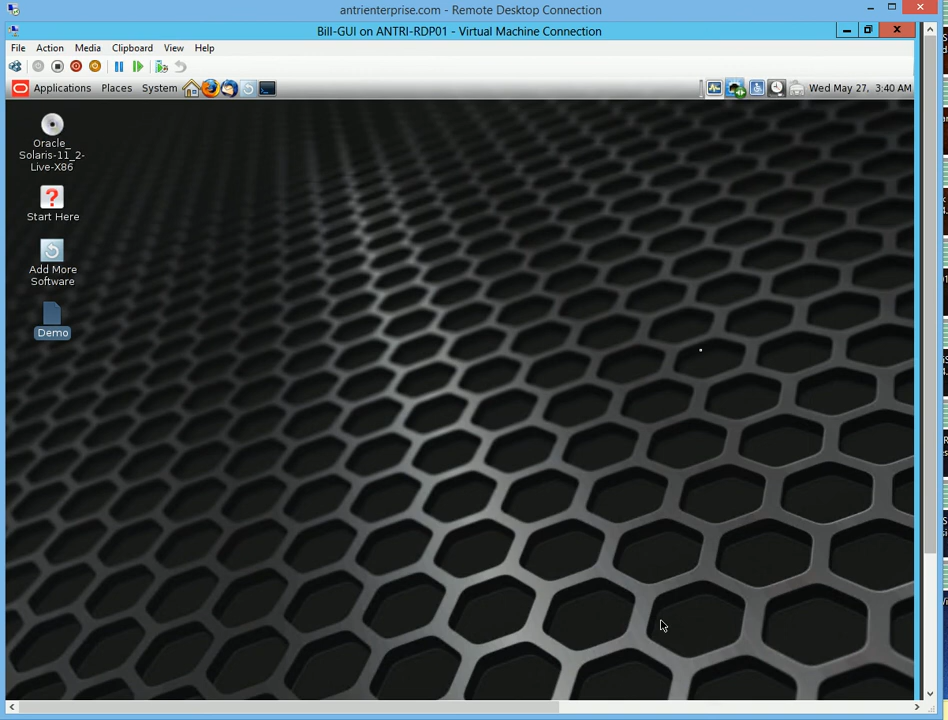 antrienterprise.com - Remote Desktop Connection
Bill-GUI on ANTRI-RDP01 - Virtual Machine Connection
File Action Media Clipboard View Help
Applications Places System Wed May 27, 3:40 AM
Oracle_
Solaris-11_2-
Live-X86
Start Here
Add More
Software
Demo